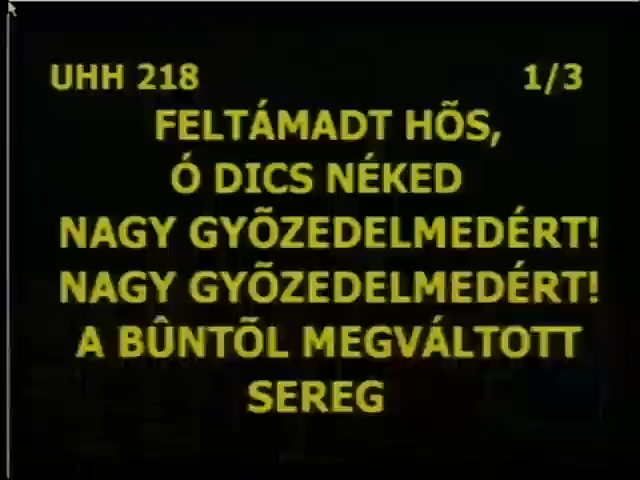 UHH 218 1/3
FELTÁMADT HÕS,
Ó DICS NÉKED
NAGY GYÕZEDELMEDÉRT!
NAGY GYÕZEDELMEDÉRT!
A BÛNTÕL MEGVÁLTOTT
SEREG